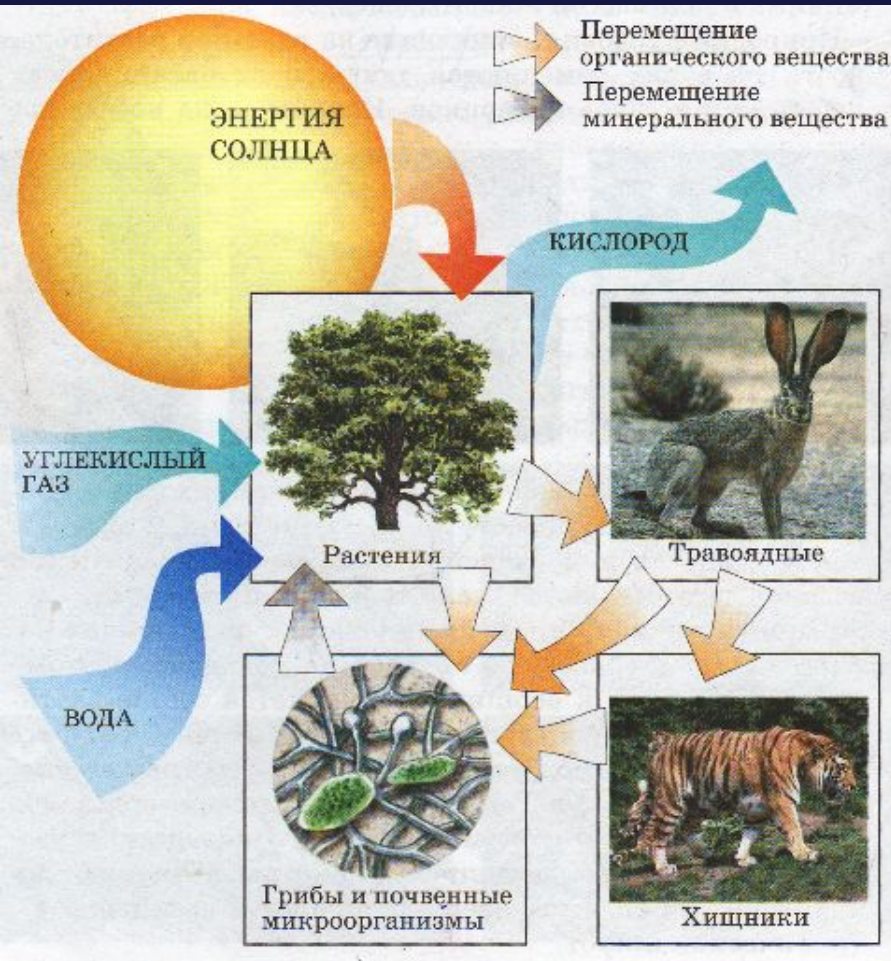 Перемещение
органического вещества
Перемещение
минерального вещества
ЭНЕРГИЯ
СОЛНЦА
КИСЛОРОД
УГЛЕКИСЛЫЙ
ГАЗ
Растения
Травоядные
ВОДА
Грибы и почвенные
микроорганизмы
Хищники